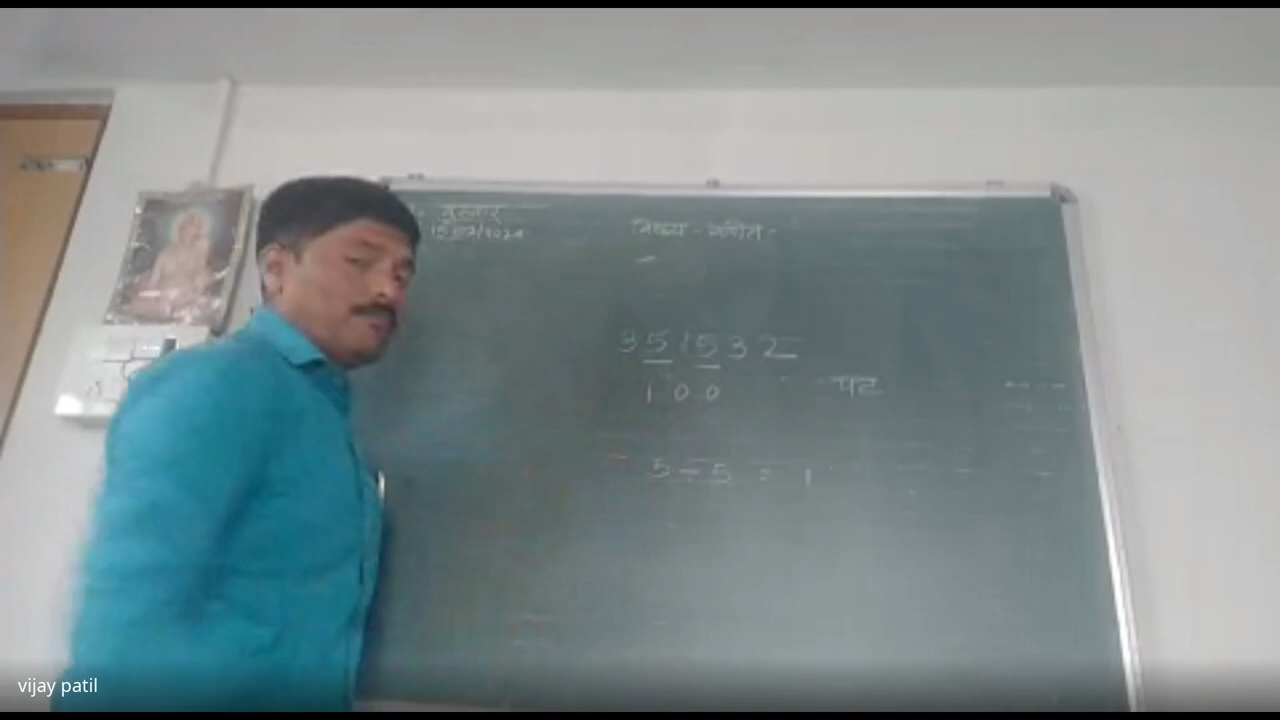 विषय - गणित -
351532
100 पट
5 ÷ 5 = 1
vijay patil